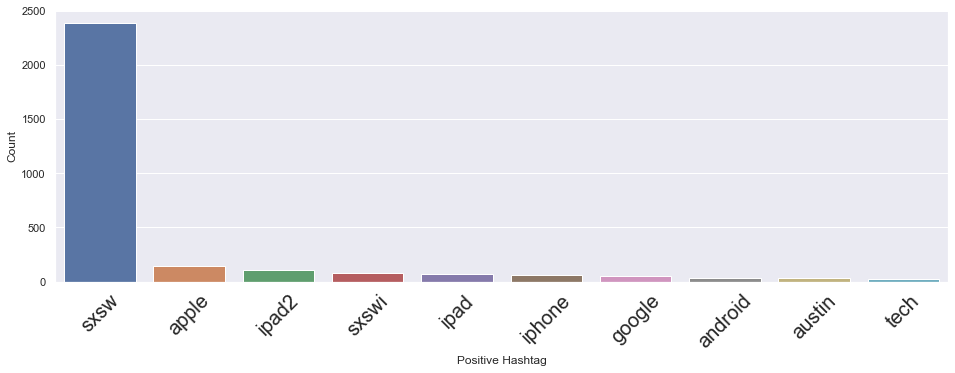 2500
2000
1500
1000
500
0
Count
sxsw
apple
ipad2
sxswi
ipad
iphone
google
android
austin
tech
Positive Hashtag